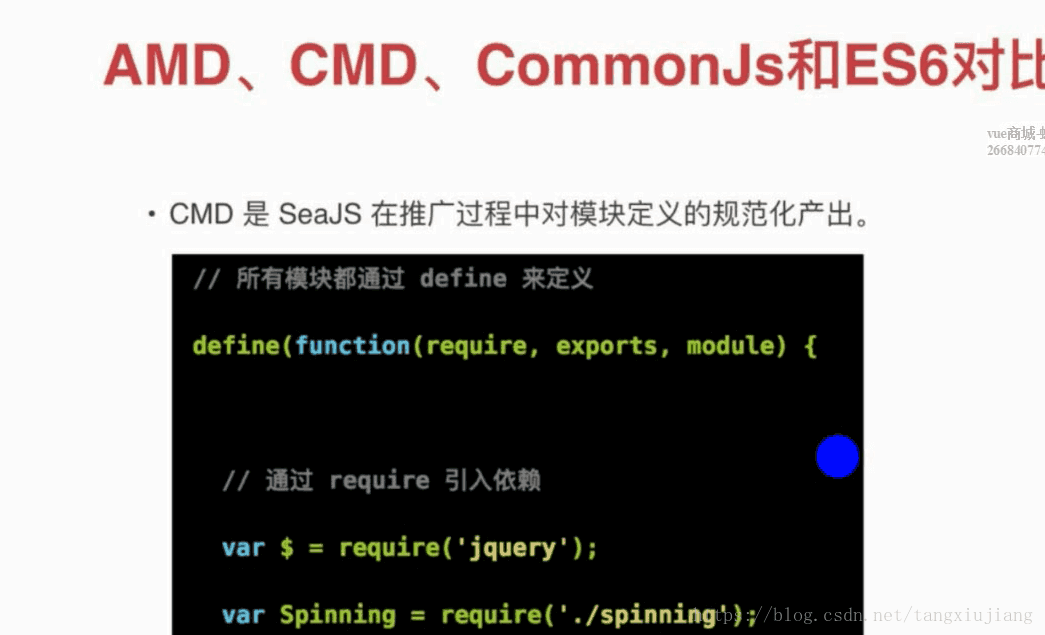 AMD、CMD、CommonJs和ES6对比
vue商城-
266840774
• CMD 是 SeaJS 在推广过程中对模块定义的规范化产出。
// 所有模块都通过 define 来定义
define(function(require, exports, module) {
// 通过 require 引入依赖
var $ = require('jquery');
var Spinning = require('./spinning');
https://blog.csdn.net/tangxiujiang